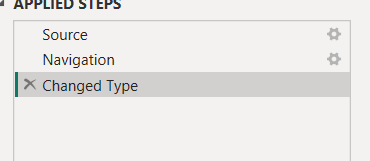 APPLIED STEPS
Source
Navigation
Changed Type